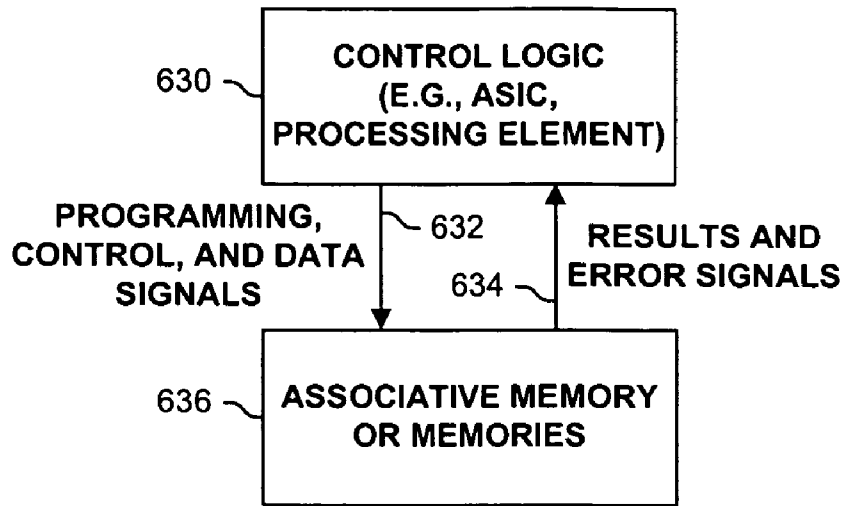 CONTROL LOGIC
(E.G., ASIC,
PROCESSING ELEMENT)
630
PROGRAMMING,
CONTROL, AND DATA
SIGNALS
632
634
RESULTS AND
ERROR SIGNALS
636
ASSOCIATIVE MEMORY
OR MEMORIES